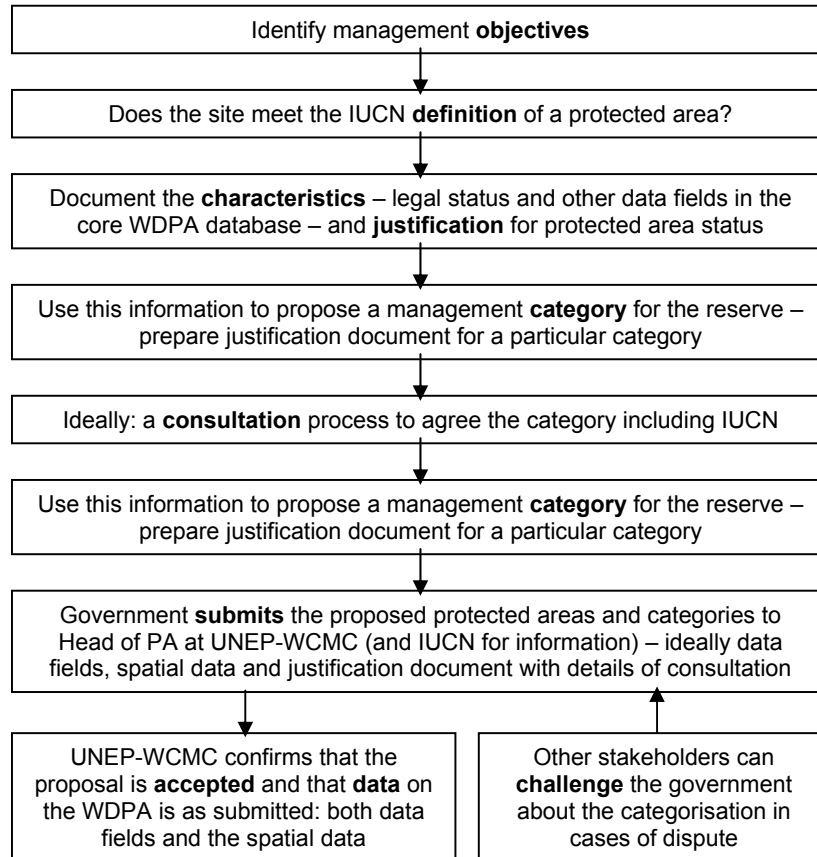 Identify management objectives
Does the site meet the IUCN definition of a protected area?
Document the characteristics – legal status and other data fields in the
core WDPA database – and justification for protected area status
Use this information to propose a management category for the reserve –
prepare justification document for a particular category
Ideally: a consultation process to agree the category including IUCN
Use this information to propose a management category for the reserve –
prepare justification document for a particular category
Government submits the proposed protected areas and categories to
Head of PA at UNEP-WCMC (and IUCN for information) – ideally data
fields, spatial data and justification document with details of consultation
UNEP-WCMC confirms that the
proposal is accepted and that data on
the WDPA is as submitted: both data
fields and the spatial data
Other stakeholders can
challenge the government
about the categorisation in
cases of dispute